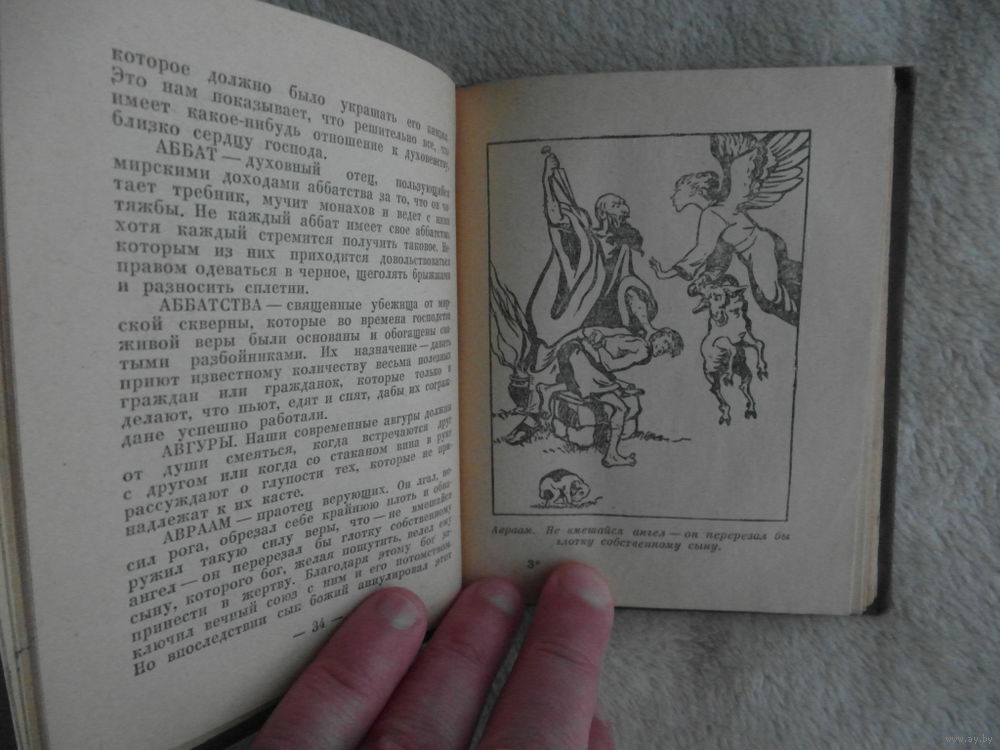 которое должно было украшать его
Это нам показывает, что решительно все, что
имеет какое-нибудь отношение к духовенству,
близко сердцу господа.
АББАТ — духовный отец, пользующийся
мирскими доходами аббатства за то, что он чи-
тает требник, мучит монахов и ведет с ними
тяжбы. Не каждый аббат имеет свое аббатство,
хотя каждый стремится получить таковое. Не-
которым из них приходится довольствоваться
правом одеваться в черное, щеголять брыжжами
и разносить сплетни.
АББАТСТВА — священные убежища от мир-
ской скверны, которые во времена господства
живой веры были основаны и обогащены свя-
тыми разбойниками. Их назначение — давать
приют известному количеству весьма полезных
граждан или гражданок, которые только и
делают, что пьют, едят и спят, дабы их сограж-
дане успешно работали.
АВГУРЫ. Наши современные авгуры должны
от души смеяться, когда встречаются друг
с другом или когда со стаканом вина в руке
рассуждают о глупости тех, которые не при-
надлежат к их касте.
АВРААМ — праотец верующих. Он лгал, но-
сил рога, обрезал себе крайнюю плоть и обна-
ружил такую силу веры, что — не вмешайся
ангел — он перерезал бы глотку собственному
сыну, которого бог, желая пошутить, велел ему
принести в жертву. Благодаря этому бог за-
ключил вечный союз с ним и его потомством.
Но впоследствии сын божий аннулировал этот
— 34 —
Авраам. Не вмешайся ангел — он перерезал бы
глотку собственному сыну.
3*
www.ay.by